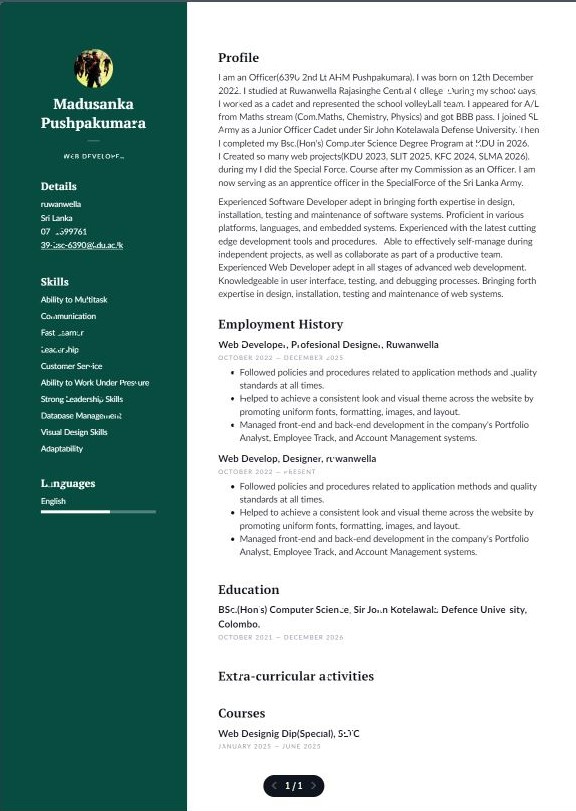 Madusanka
Pushpakumara
WEB DEVELOPE
Details
ruwanwella
Sri Lanka
Skills
Ability to Multitask
Communication
Fast Learner
Leadership
Customer Service
Ability to Work Under Pressure
Strong Leadership Skills
Database Management
Visual Design Skills
Adaptability
Languages
English
Profile
I am an Officer(639U 2nd Lt AHM Pushpakumara). I was born on 12th December
2022. I studied at Ruwanwella Rajasinghe Central College. During my school days,
I worked as a cadet and represented the school volleyball team. I appeared for A/L
from Maths stream (Com.Maths, Chemistry, Physics) and got BBB pass. I joined SL
Army as a Junior Officer Cadet under Sir John Kotelawala Defense University. Then
I completed my Bsc.(Hon's) Computer Science Degree Program at KDU in 2026.
I Created so many web projects(KDU 2023, SLIT 2025, KFC 2024, SLMA 2026).
during my I did the Special Force. Course after my Commission as an Officer. I am
now serving as an apprentice officer in the SpecialForce of the Sri Lanka Army.
Experienced Software Developer adept in bringing forth expertise in design,
installation, testing and maintenance of software systems. Proficient in various
platforms, languages, and embedded systems. Experienced with the latest cutting
edge development tools and procedures. Able to effectively self-manage during
independent projects, as well as collaborate as part of a productive team.
Experienced Web Developer adept in all stages of advanced web development.
Knowledgeable in user interface, testing, and debugging processes. Bringing forth
expertise in design, installation, testing and maintenance of web systems.
Employment History
Web Developer, Profesional Designer, Ruwanwella
OCTOBER 2022 — DECEMBER 2025
• Followed policies and procedures related to application methods and quality
standards at all times.
• Helped to achieve a consistent look and visual theme across the website by
promoting uniform fonts, formatting, images, and layout.
• Managed front-end and back-end development in the company's Portfolio
Analyst, Employee Track, and Account Management systems.
Web Develop, Designer, ruwanwella
OCTOBER 2022 — PRESENT
• Followed policies and procedures related to application methods and quality
standards at all times.
• Helped to achieve a consistent look and visual theme across the website by
promoting uniform fonts, formatting, images, and layout.
• Managed front-end and back-end development in the company's Portfolio
Analyst, Employee Track, and Account Management systems.
Education
BSc.(Hon's) Computer Science, Sir John Kotelawala Defence University,
Colombo.
OCTOBER 2021 — DECEMBER 2026
Extra-curricular activities
Courses
Web Designig Dip(Special),
JANUARY 2025 — JUNE 2025
1 / 1